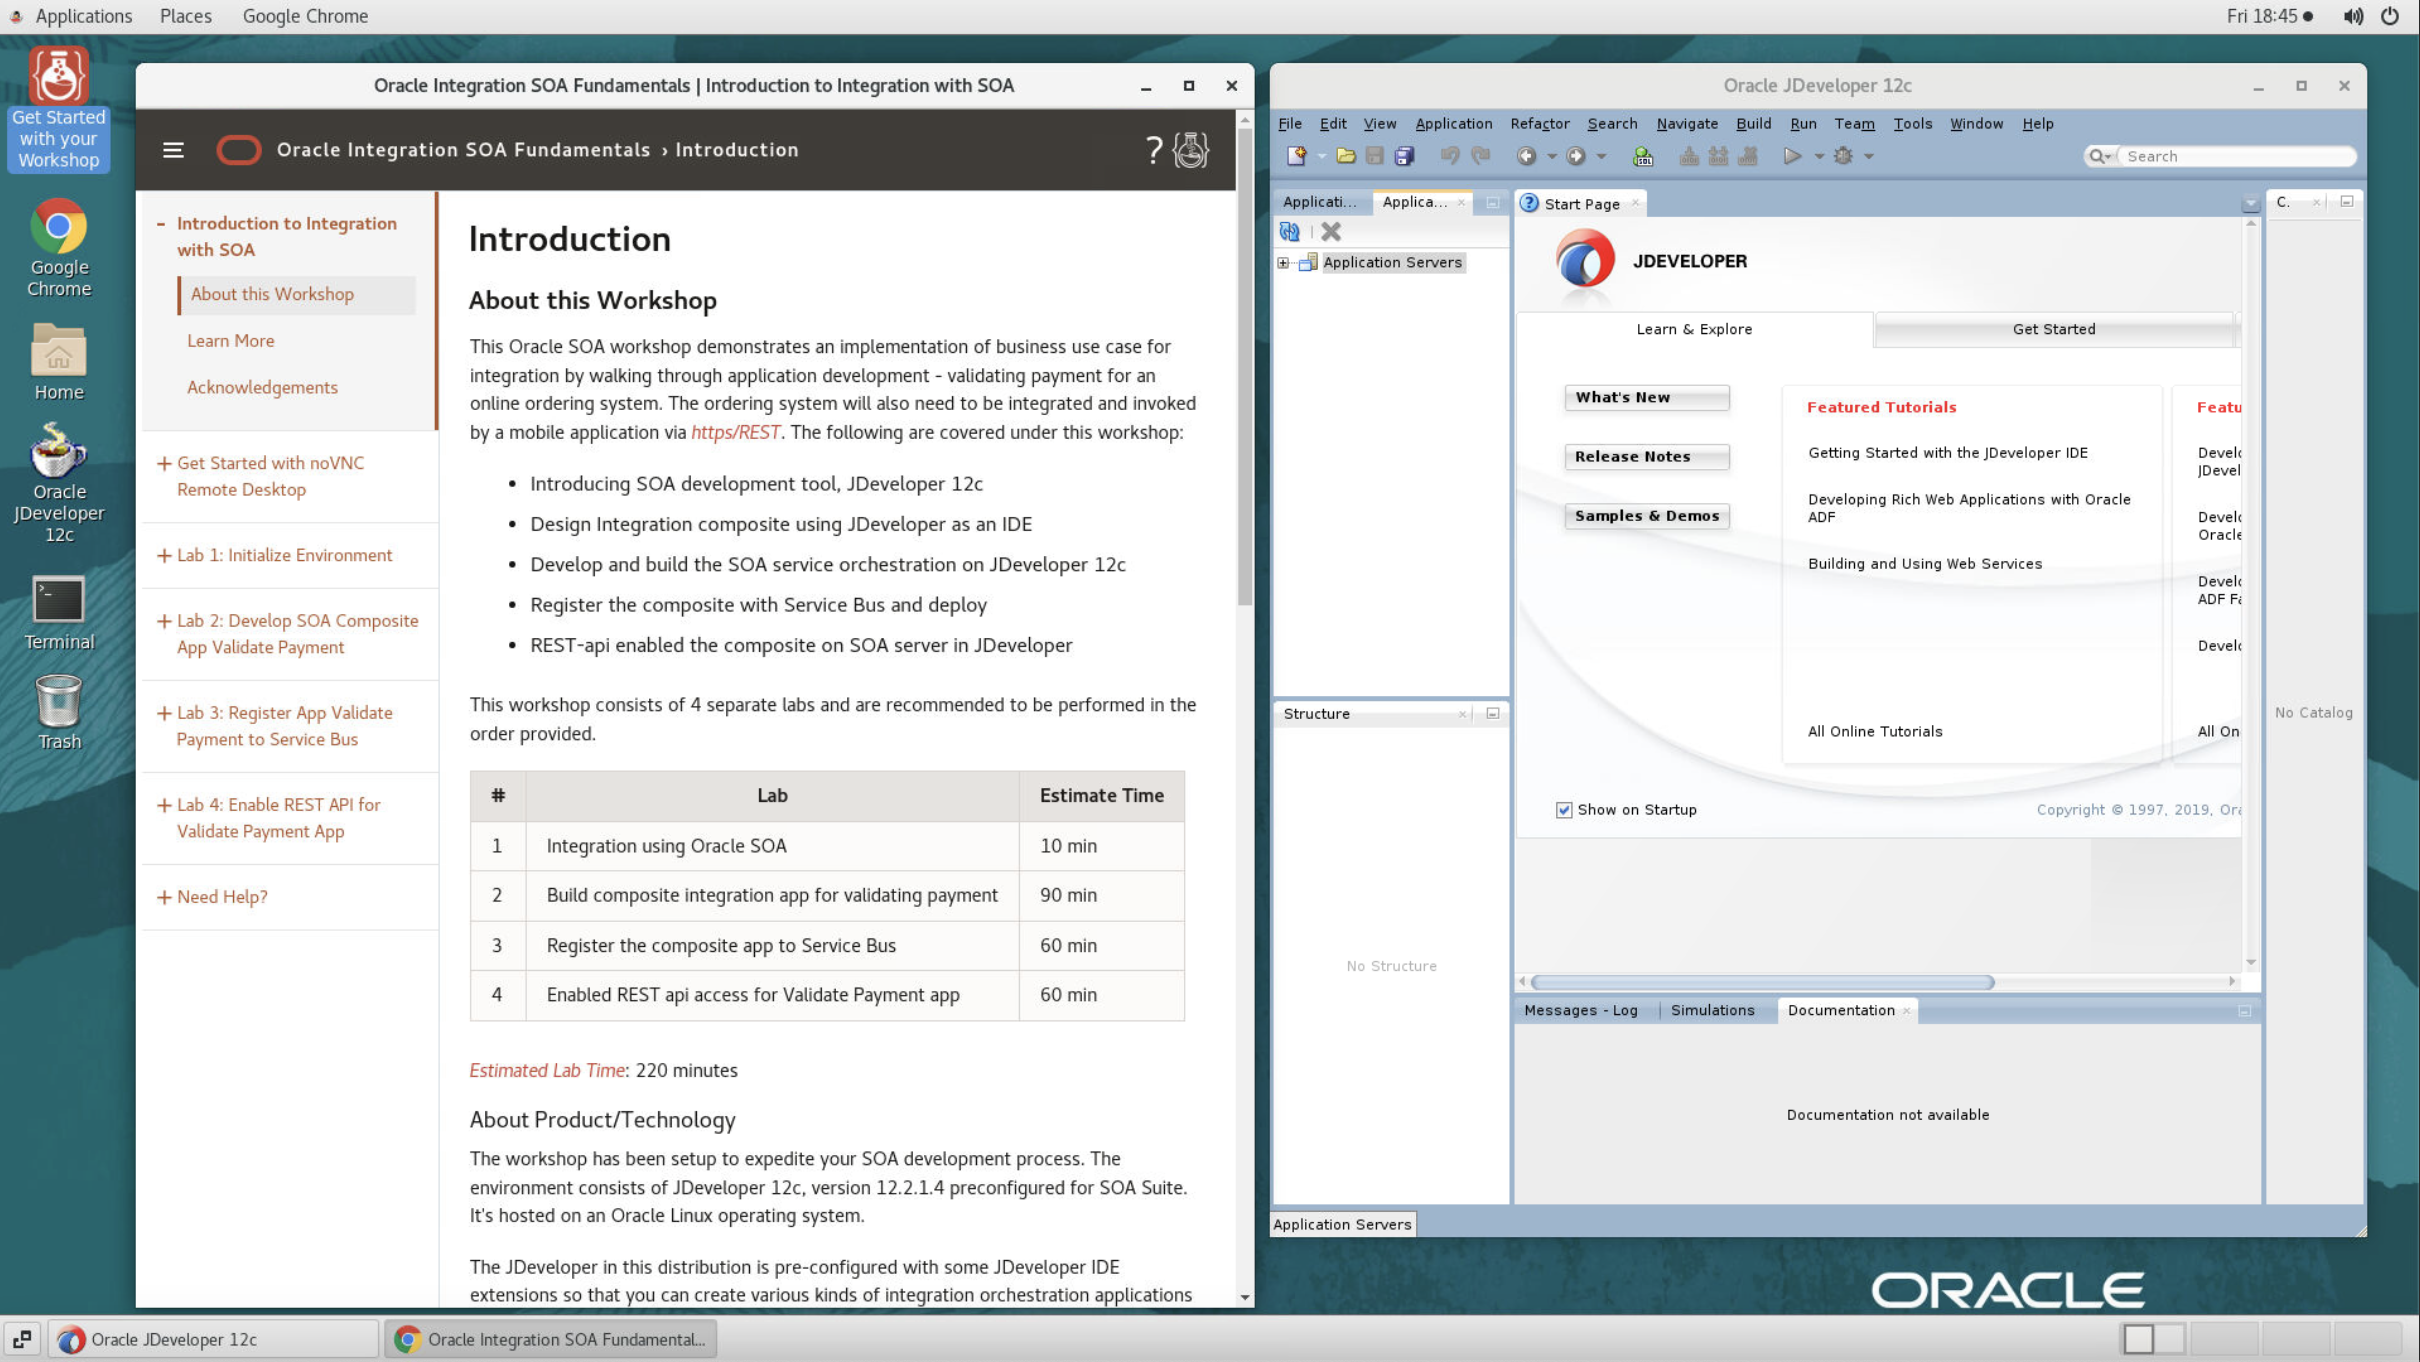 Applications Places Google Chrome
Fri 18:45
Get Started
with your
Workshop
Google
Chrome
Home
Oracle
JDeveloper
12c
Terminal
Trash
Oracle Integration SOA Fundamentals | Introduction to Integration with SOA
Oracle Integration SOA Fundamentals › Introduction
?
- Introduction to Integration
with SOA
About this Workshop
Learn More
Acknowledgements
+ Get Started with noVNC
Remote Desktop
+ Lab 1: Initialize Environment
+ Lab 2: Develop SOA Composite
App Validate Payment
+ Lab 3: Register App Validate
Payment to Service Bus
+ Lab 4: Enable REST API for
Validate Payment App
+ Need Help?
Introduction
About this Workshop
This Oracle SOA workshop demonstrates an implementation of business use case for
integration by walking through application development - validating payment for an
online ordering system. The ordering system will also need to be integrated and invoked
by a mobile application via https/REST. The following are covered under this workshop:
• Introducing SOA development tool, JDeveloper 12c
• Design Integration composite using JDeveloper as an IDE
• Develop and build the SOA service orchestration on JDeveloper 12c
• Register the composite with Service Bus and deploy
• REST-api enabled the composite on SOA server in JDeveloper
This workshop consists of 4 separate labs and are recommended to be performed in the
order provided.
# Lab Estimate Time
1 Integration using Oracle SOA 10 min
2 Build composite integration app for validating payment 90 min
3 Register the composite app to Service Bus 60 min
4 Enabled REST api access for Validate Payment app 60 min
Estimated Lab Time: 220 minutes
About Product/Technology
The workshop has been setup to expedite your SOA development process. The
environment consists of JDeveloper 12c, version 12.2.1.4 preconfigured for SOA Suite.
It's hosted on an Oracle Linux operating system.
The JDeveloper in this distribution is pre-configured with some JDeveloper IDE
extensions so that you can create various kinds of integration orchestration applications
Oracle JDeveloper 12c
File Edit View Application Refactor Search Navigate Build Run Team Tools Window Help
SQL
Search
Applicati... Applica...
Application Servers
Start Page
C.
JDEVELOPER
Learn & Explore
Get Started
What's New
Release Notes
Samples & Demos
Featured Tutorials
Getting Started with the JDeveloper IDE
Developing Rich Web Applications with Oracle
ADF
Building and Using Web Services
All Online Tutorials
Featu
Develo
JDevel
Develo
Oracle
Develo
ADF Fa
Develo
All On
Show on Startup
Copyright © 1997, 2019, Ora
Structure
No Structure
No Catalog
Messages - Log Simulations Documentation
Documentation not available
Application Servers
ORACLE
Oracle JDeveloper 12c
Oracle Integration SOA Fundamental...